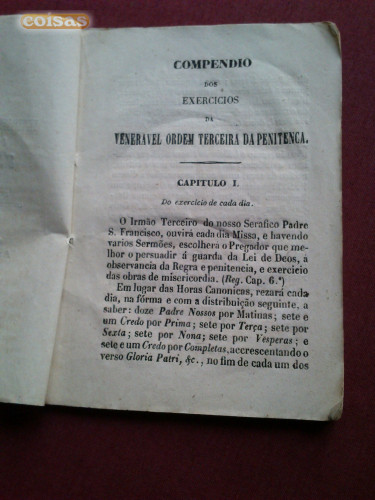 coisas
COMPENDIO
DOS
EXERCICIOS
DA
VENERAVEL ORDEM TERCEIRA DA PENITENCA.
CAPITULO I.
Do exercicio de cada dia.
O Irmão Terceiro do nosso Serafico Padre
S. Francisco, ouvirá cada dia Missa, e havendo
varios Sermões, escolherá o Pregador que me-
lhor o persuadir á guarda da Lei de Deos, á
observancia da Regra e penitencia, e exercicio
das obras de misericordia. (Reg. Cap. 6.º)
Em lugar das Horas Canonicas, rezará cada
dia, na fórma e com a distribuição seguinte, a
saber: doze Padre Nossos por Matinas; sete e
um Credo por Prima; sete por Terça; sete por
Sexta; sete por Nona; sete por Vesperas; e
sete e um Credo por Completas, accrescentando o
verso Gloria Patri, &c., no fim de cada um dos